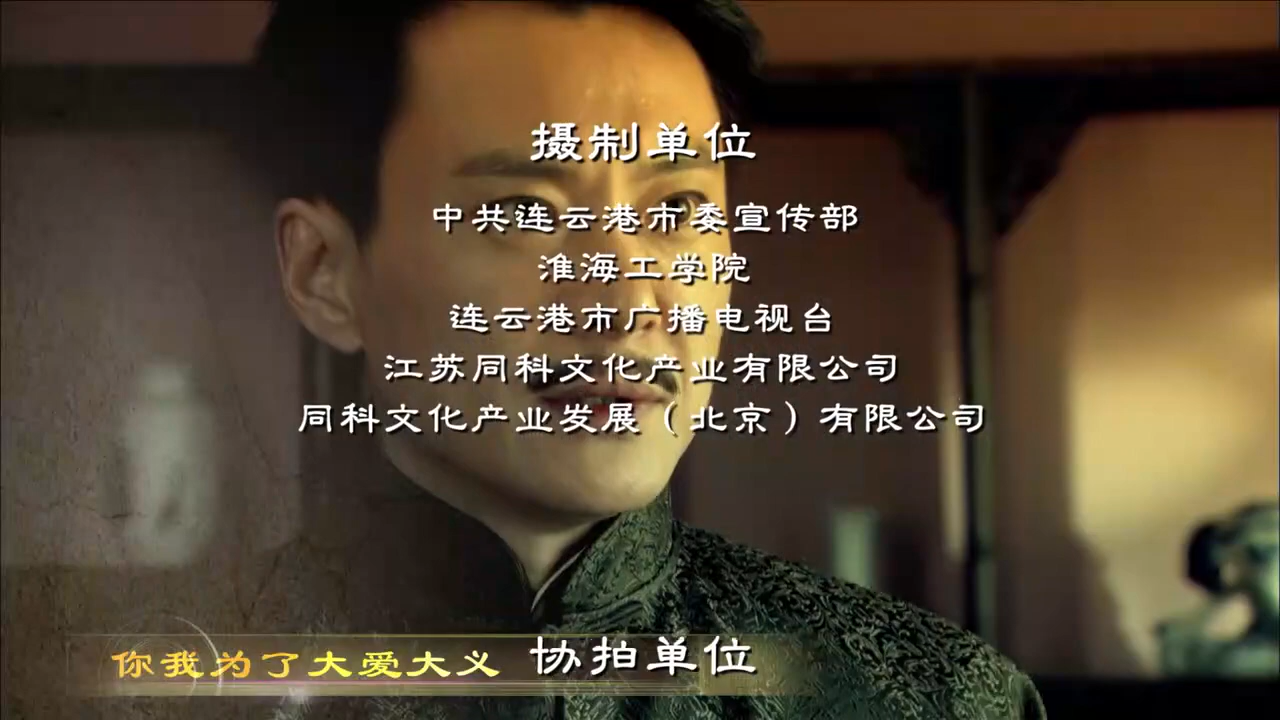 摄制单位
中共连云港市委宣传部
淮海工学院
连云港市广播电视台
江苏同科文化产业有限公司
同科文化产业发展（北京）有限公司
你我为了大爱大义
协拍单位